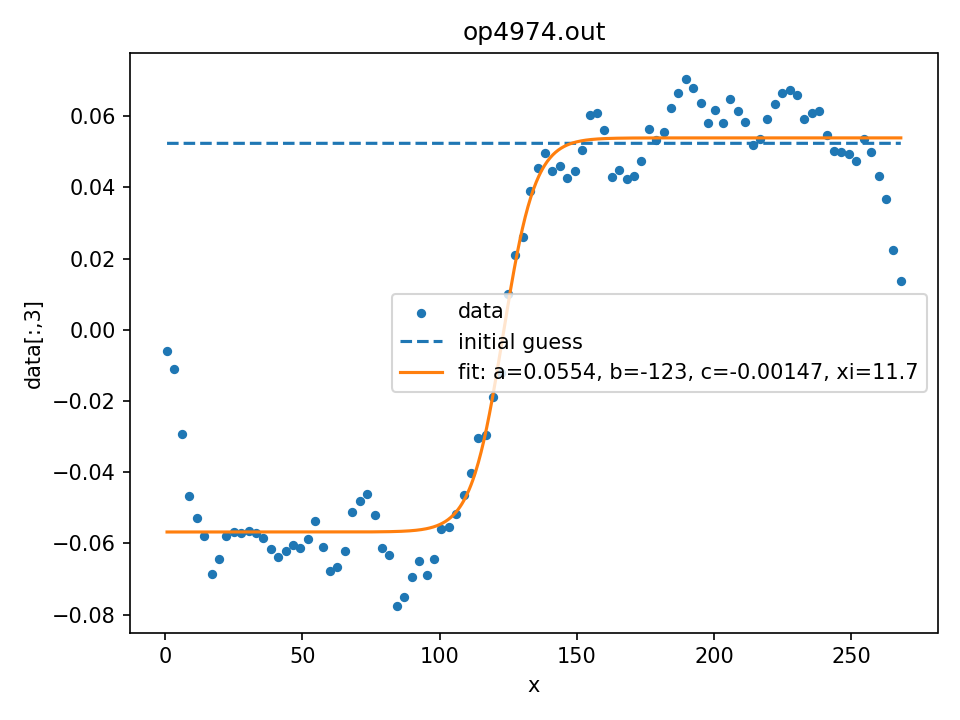 op4974.out
0.06
0.04
0.02
0.00
−0.02
−0.04
−0.06
−0.08
data[:,3]
data
initial guess
fit: a=0.0554, b=-123, c=-0.00147, xi=11.7
0 50 100 150 200 250
x